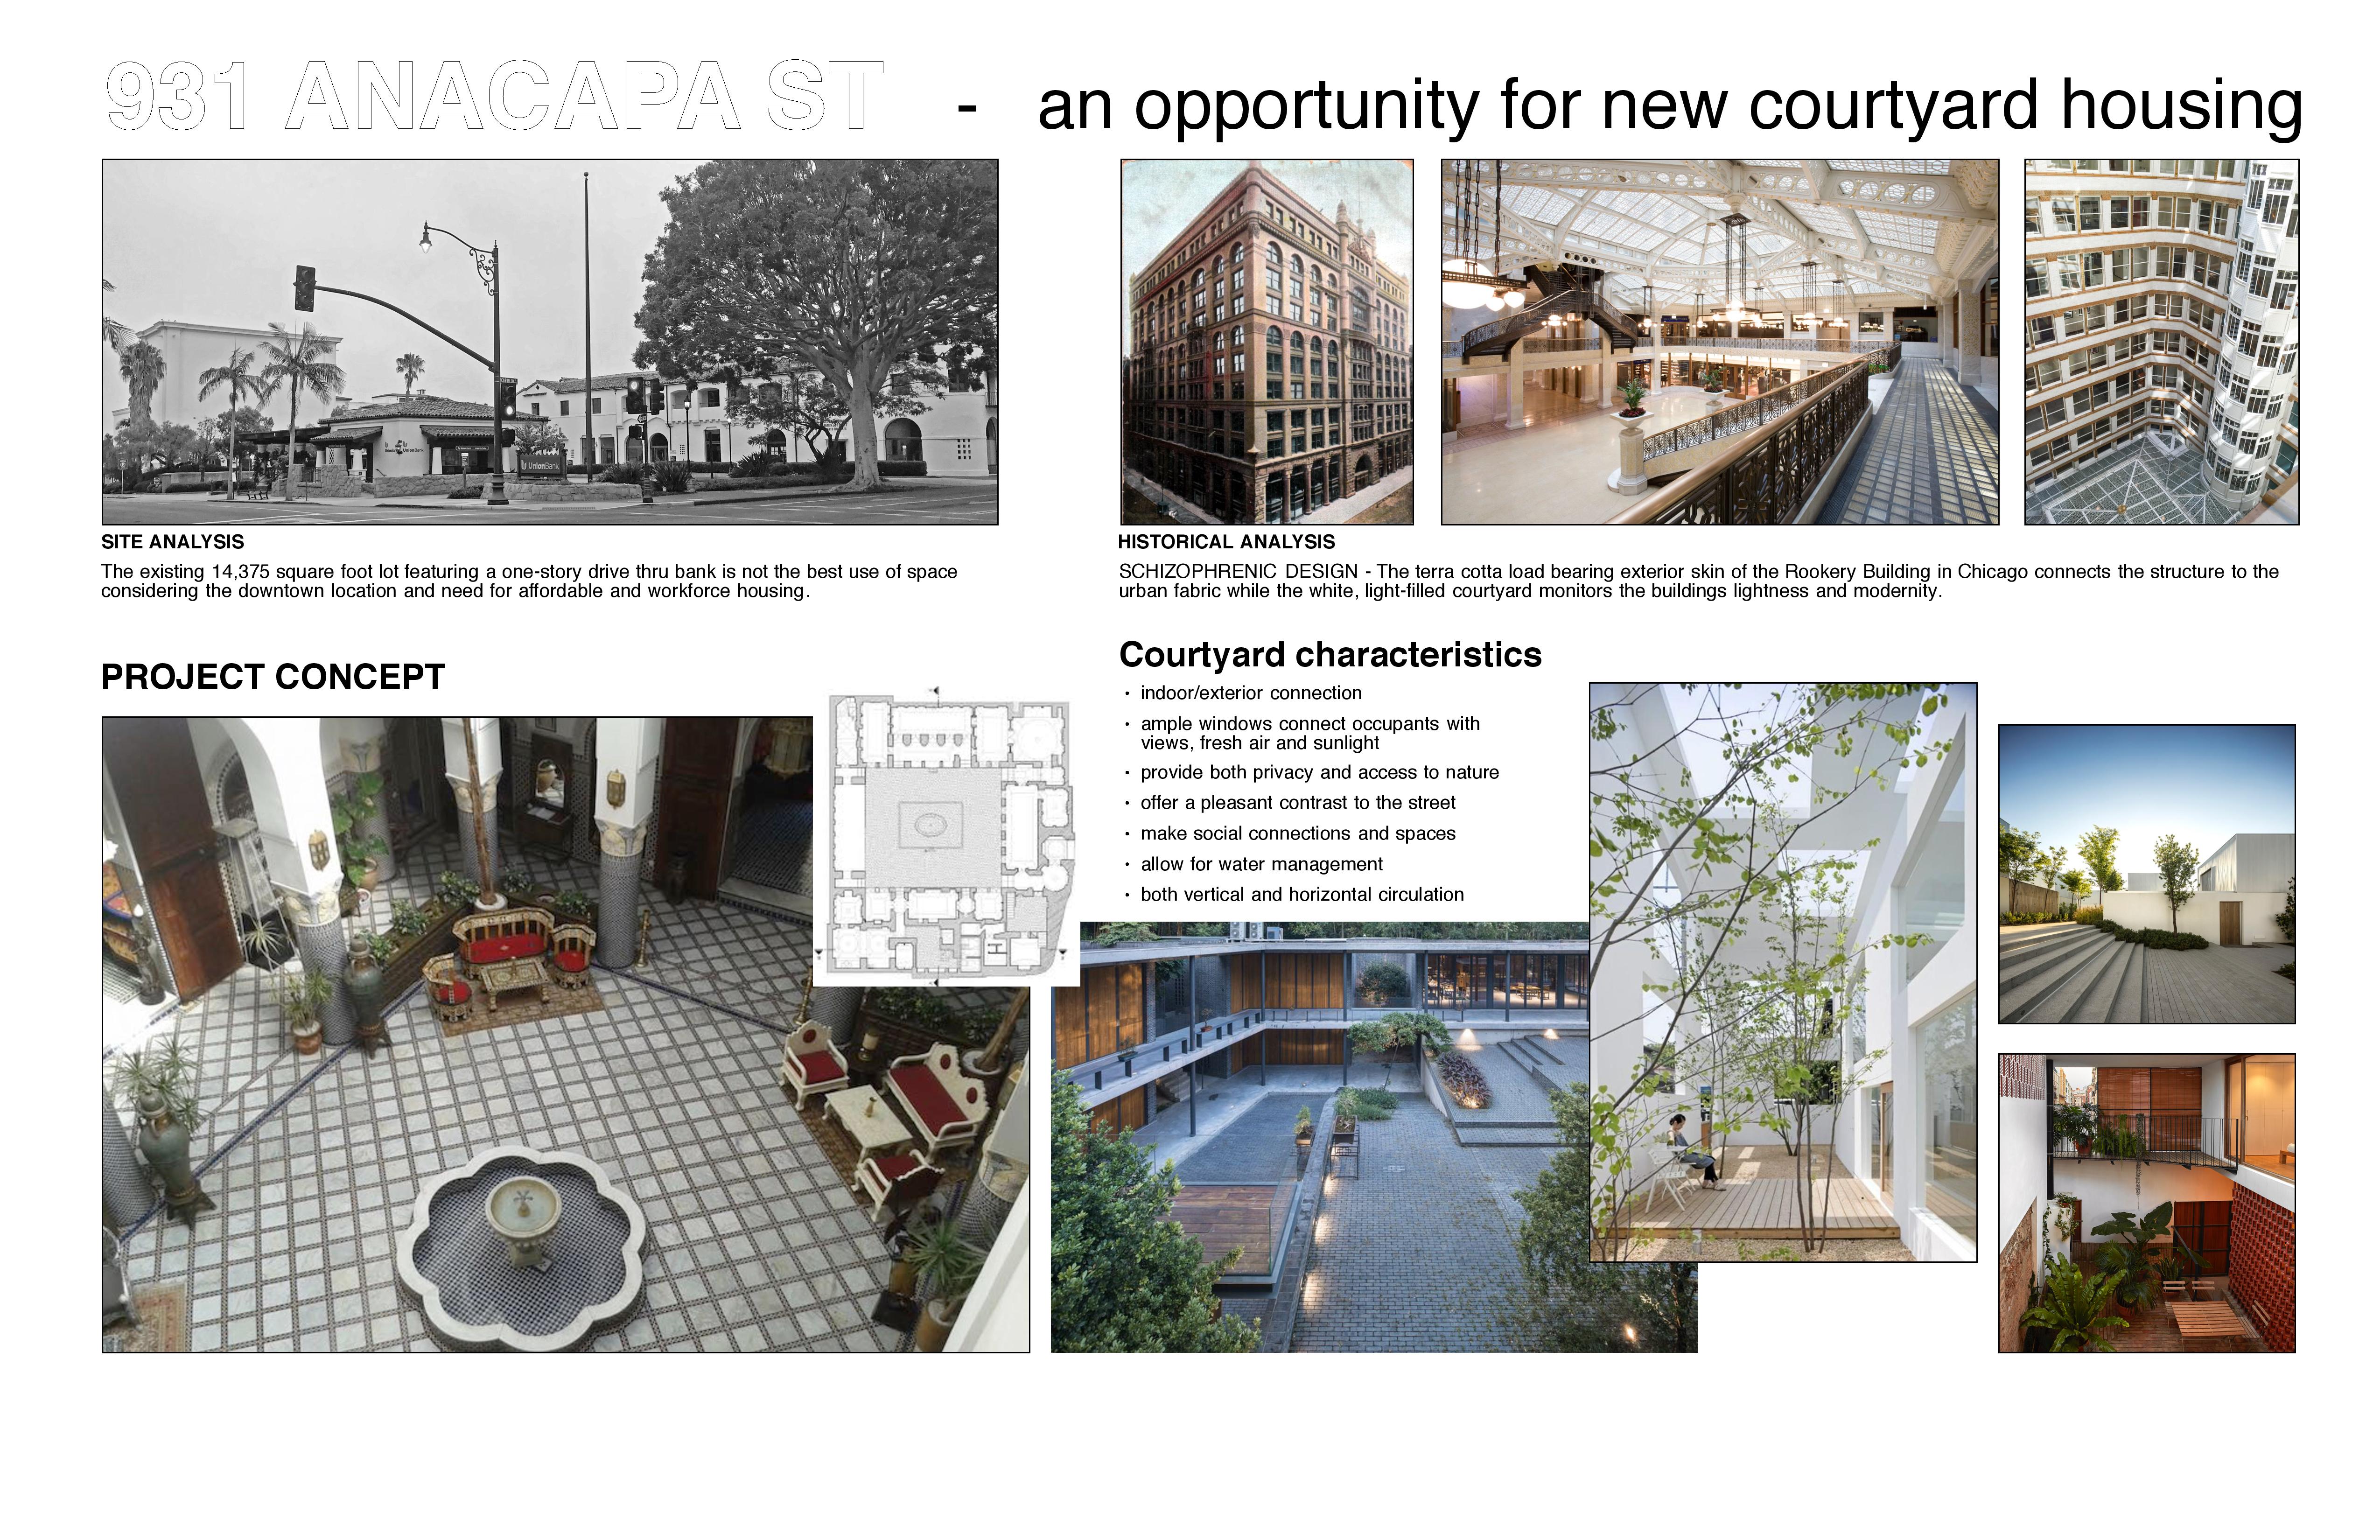 931 ANACAPA ST - an opportunity for new courtyard housing
UnionBank
SITE ANALYSIS
The existing 14,375 square foot lot featuring a one-story drive thru bank is not the best use of space
considering the downtown location and need for affordable and workforce housing.
HISTORICAL ANALYSIS
SCHIZOPHRENIC DESIGN - The terra cotta load bearing exterior skin of the Rookery Building in Chicago connects the structure to the
urban fabric while the white, light-filled courtyard monitors the buildings lightness and modernity.
PROJECT CONCEPT
Courtyard characteristics
· indoor/exterior connection
· ample windows connect occupants with
views, fresh air and sunlight
· provide both privacy and access to nature
· offer a pleasant contrast to the street
· make social connections and spaces
· allow for water management
· both vertical and horizontal circulation